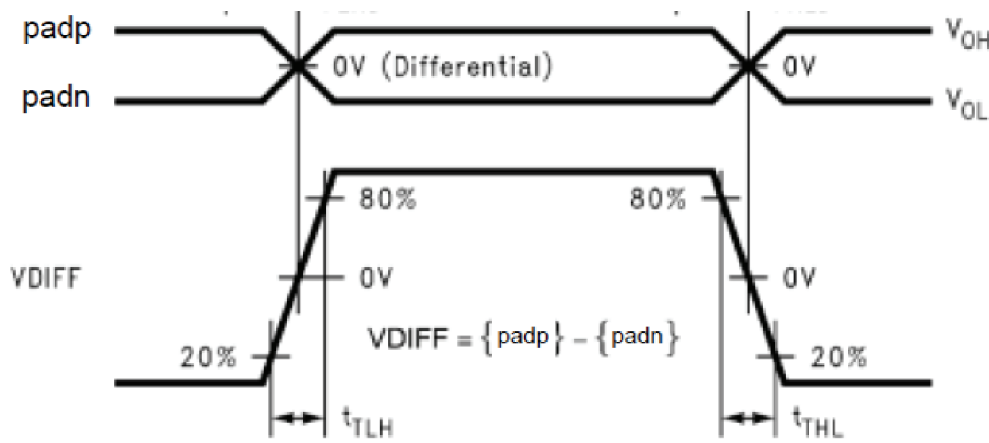 padp
V_OH
0V (Differential)
0V
padn
V_OL
80%
80%
VDIFF
0V
0V
VDIFF = {padp} – {padn}
20%
20%
t_TLH
t_THL